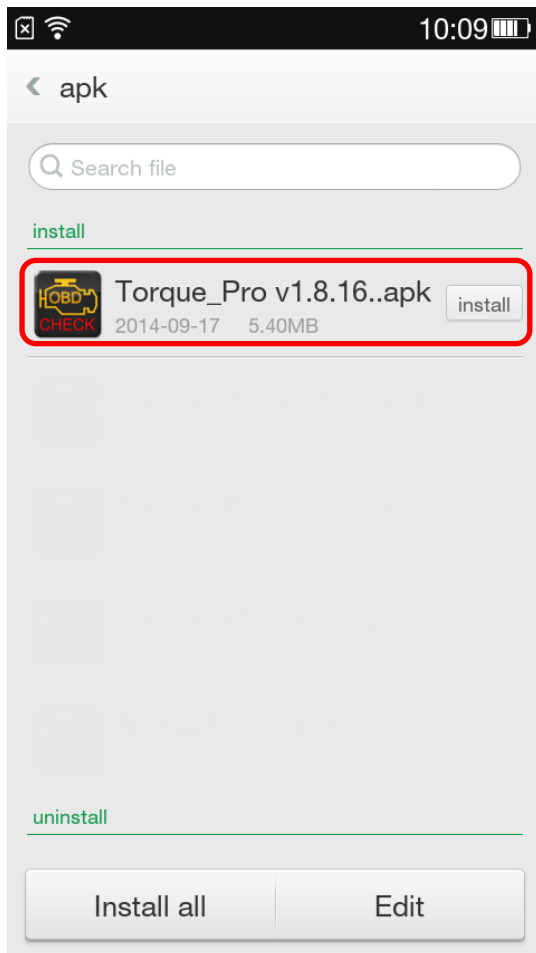 10:09
apk
Search file
install
Torque_Pro v1.8.16..apk
install
2014-09-17 5.40MB
OBD
CHECK
uninstall
Install all
Edit